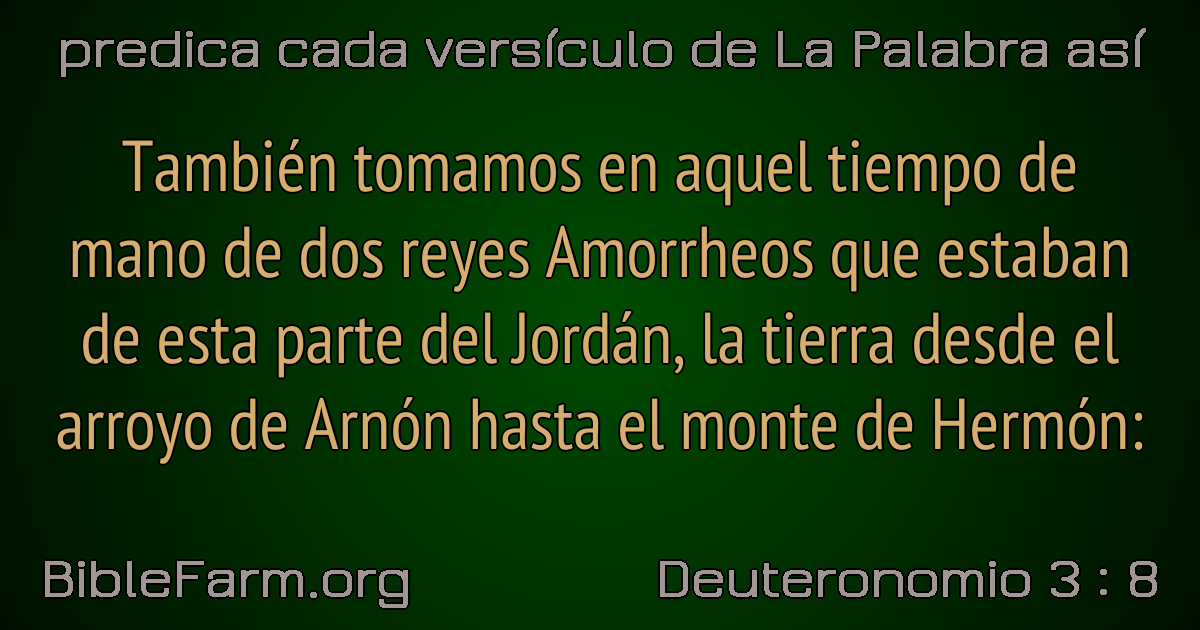 predica cada versículo de La Palabra así
También tomamos en aquel tiempo de
mano de dos reyes Amorrheos que estaban
de esta parte del Jordán, la tierra desde el
arroyo de Arnón hasta el monte de Hermón:
BibleFarm.org
Deuteronomio 3 : 8